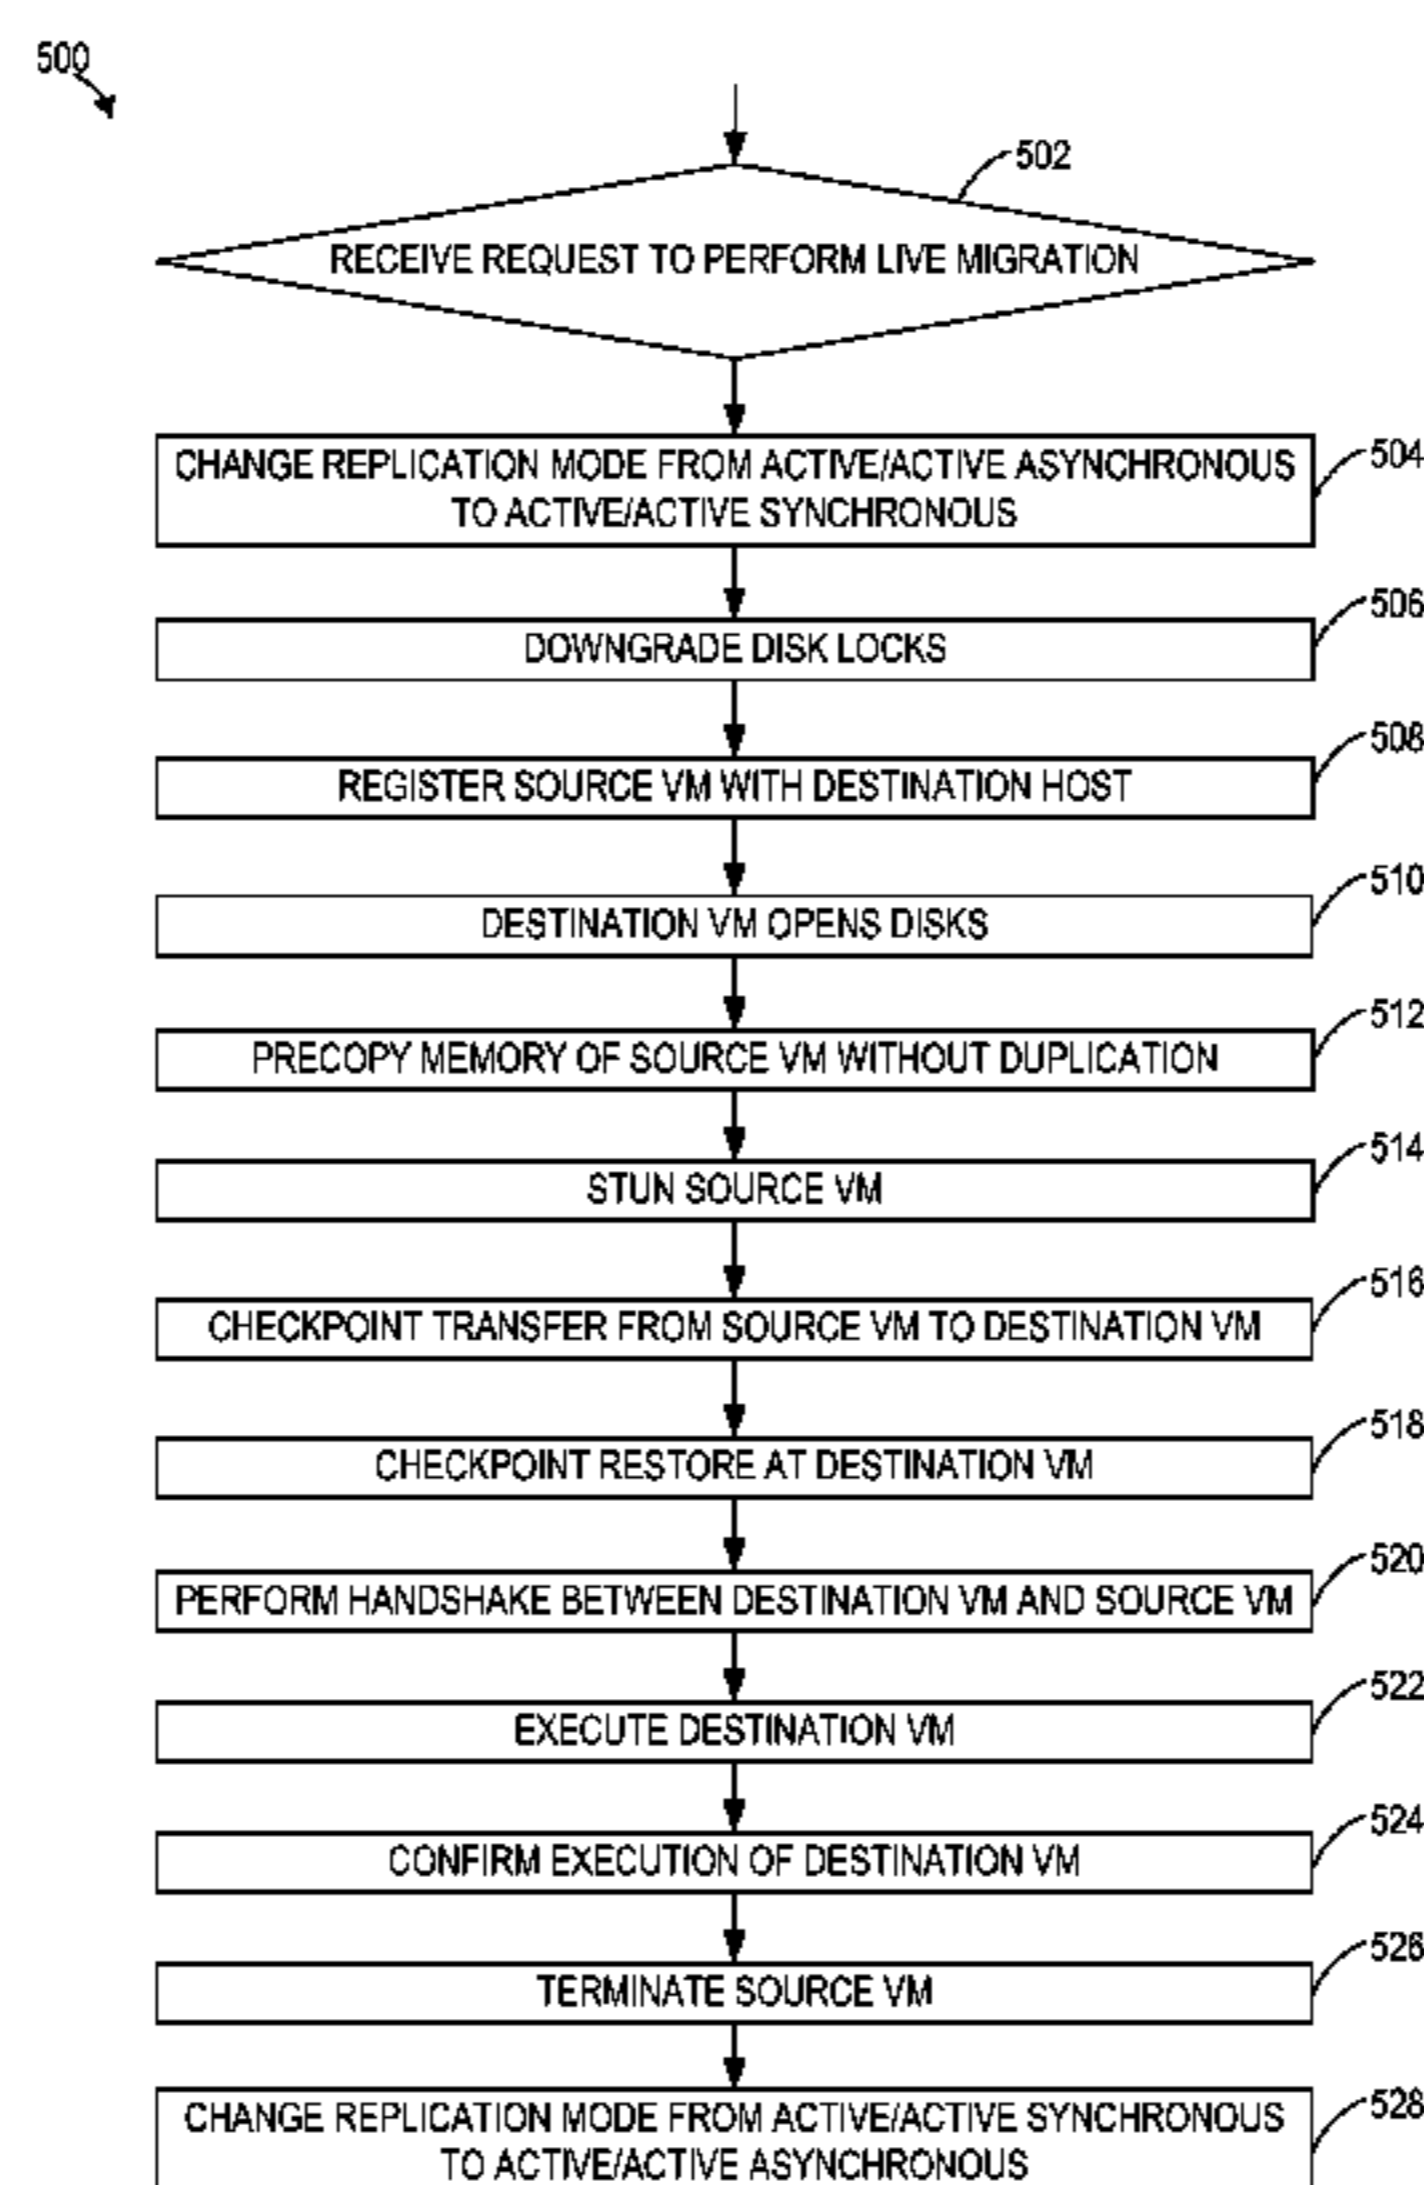 500
502
RECEIVE REQUEST TO PERFORM LIVE MIGRATION
504
CHANGE REPLICATION MODE FROM ACTIVE/ACTIVE ASYNCHRONOUS
TO ACTIVE/ACTIVE SYNCHRONOUS
506
DOWNGRADE DISK LOCKS
508
REGISTER SOURCE VM WITH DESTINATION HOST
510
DESTINATION VM OPENS DISKS
512
PRECOPY MEMORY OF SOURCE VM WITHOUT DUPLICATION
514
STUN SOURCE VM
516
CHECKPOINT TRANSFER FROM SOURCE VM TO DESTINATION VM
518
CHECKPOINT RESTORE AT DESTINATION VM
520
PERFORM HANDSHAKE BETWEEN DESTINATION VM AND SOURCE VM
522
EXECUTE DESTINATION VM
524
CONFIRM EXECUTION OF DESTINATION VM
526
TERMINATE SOURCE VM
528
CHANGE REPLICATION MODE FROM ACTIVE/ACTIVE SYNCHRONOUS
TO ACTIVE/ACTIVE ASYNCHRONOUS